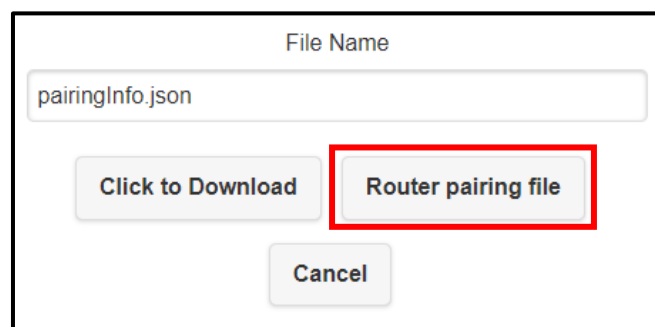 File Name
pairingInfo.json
Click to Download Router pairing file
Cancel